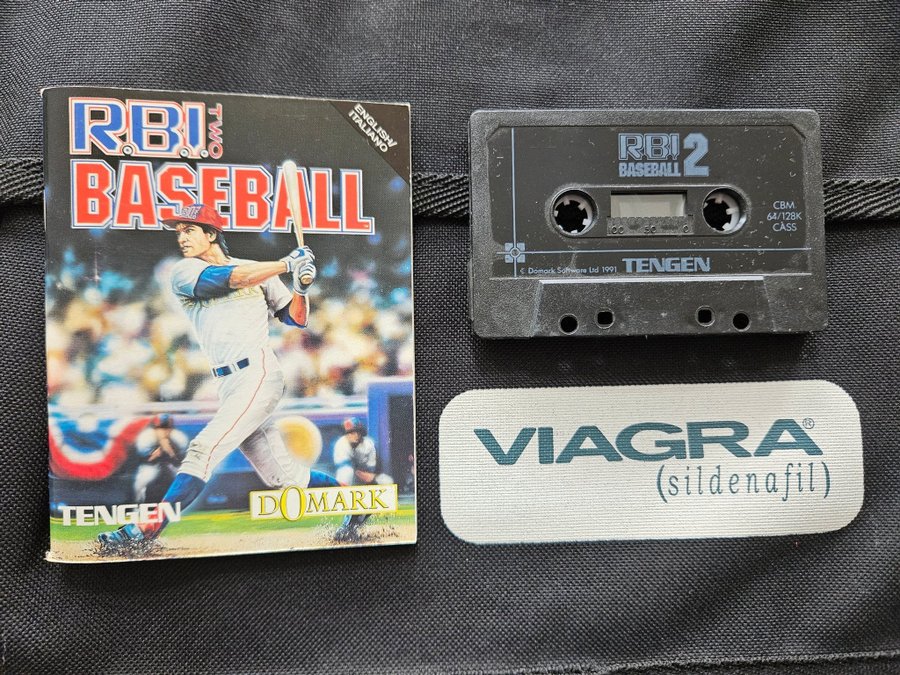 R.B.I. TWO
BASEBALL
ENGLISH/
ITALIANO
TENGEN
DOMARK
R.B.I.
BASEBALL 2
CBM
64/128K
CASS
© Domark Software Ltd 1991
TENGEN
VIAGRA®
(sildenafil)